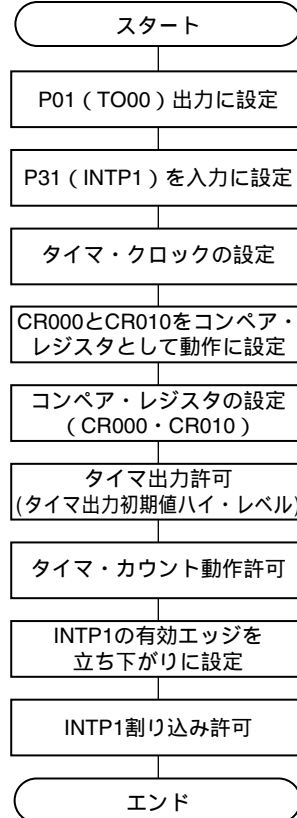 スタート
P01（TO00）出力に設定
P31（INTP1）を入力に設定
タイマ・クロックの設定
CR000とCR010をコンペア・
レジスタとして動作に設定
コンペア・レジスタの設定
（CR000・CR010）
タイマ出力許可
(タイマ出力初期値ハイ・レベル)
タイマ・カウント動作許可
INTP1の有効エッジを
立ち下がりに設定
INTP1割り込み許可
エンド